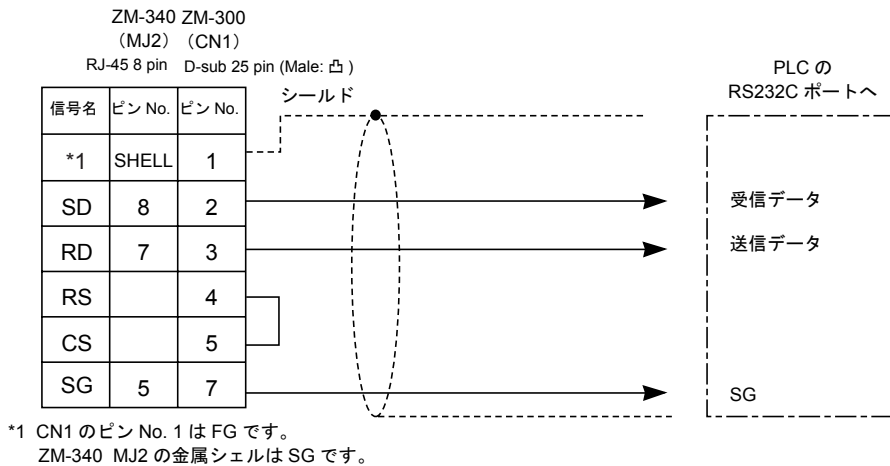 ZM-340 ZM-300
（MJ2）（CN1）
RJ-45 8 pin D-sub 25 pin (Male: 凸 )
PLC の
RS232C ポートへ
シールド
信号名 ピン No. ピン No.
*1 SHELL 1
SD 8 2 受信データ
RD 7 3 送信データ
RS 4
CS 5
SG 5 7 SG
*1 CN1 のピン No. 1 は FG です。
ZM-340 MJ2 の金属シェルは SG です。